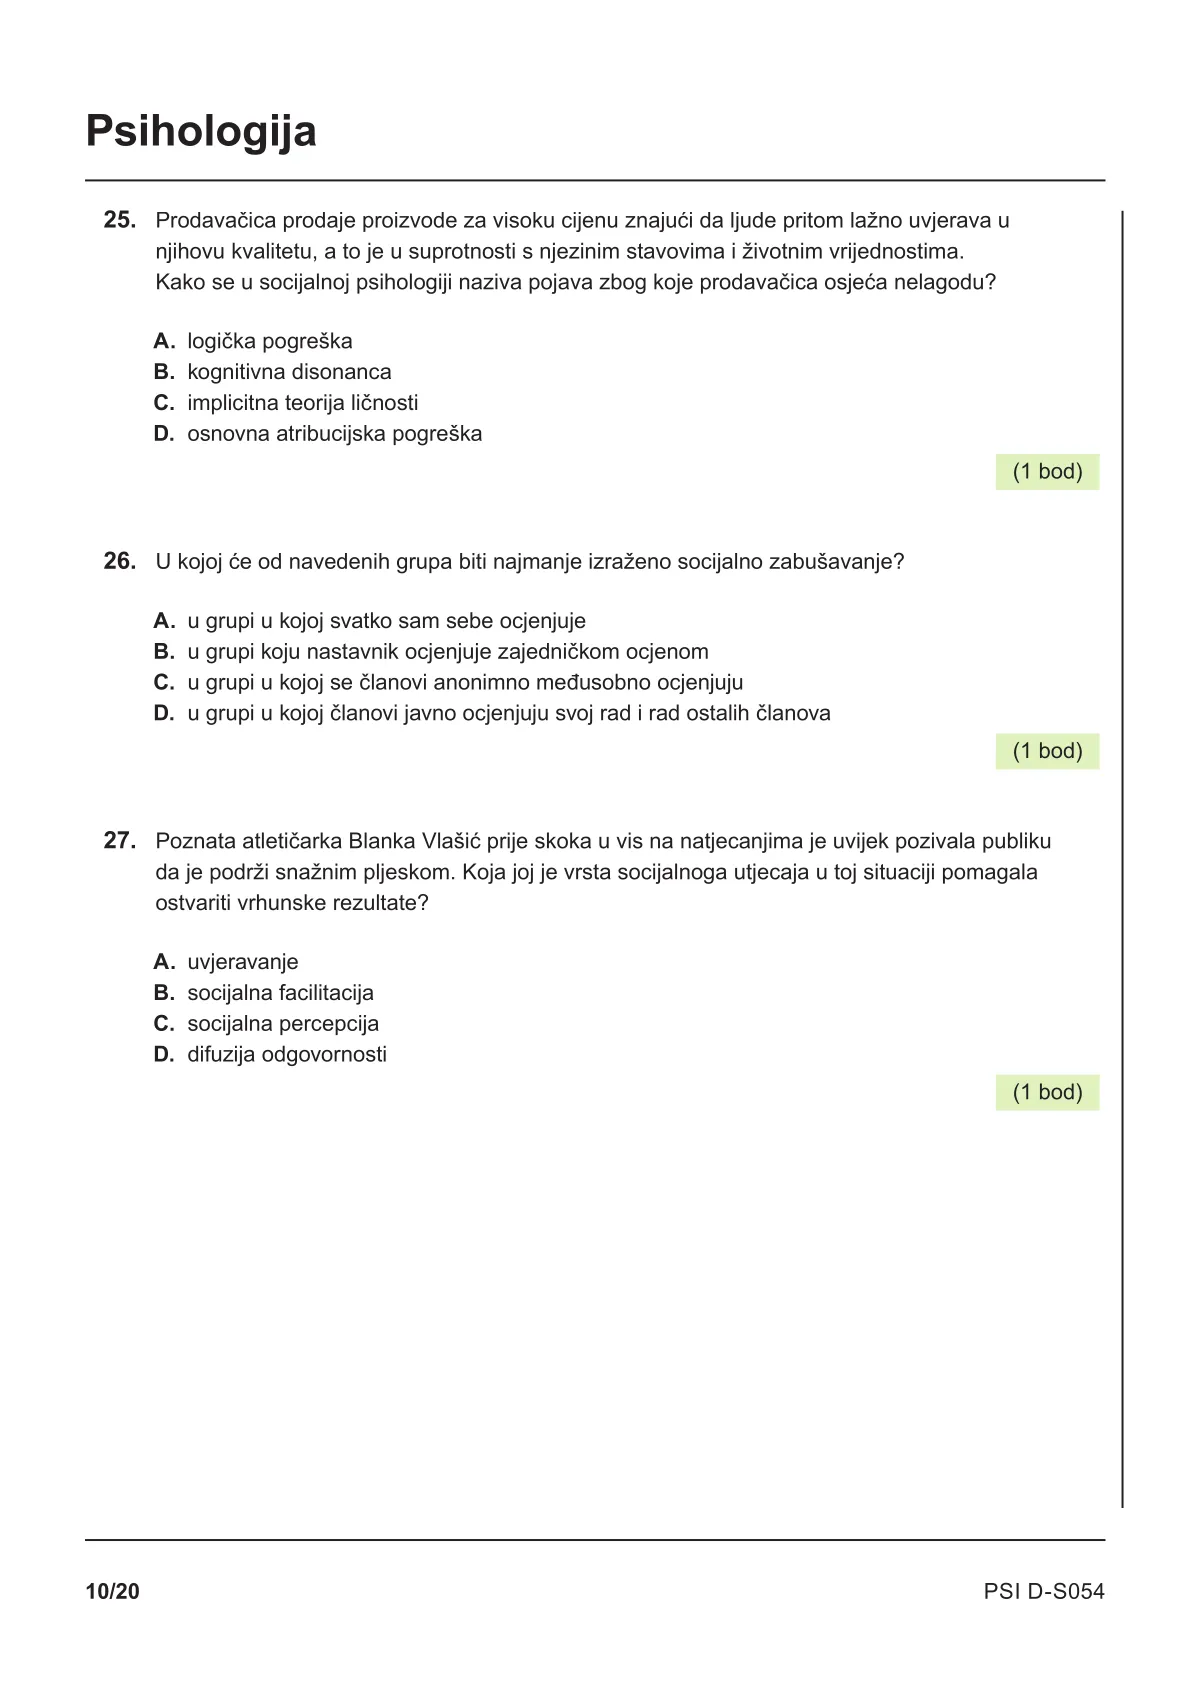 Psihologija
25. Prodavačica prodaje proizvode za visoku cijenu znajući da ljude pritom lažno uvjerava u
njihovu kvalitetu, a to je u suprotnosti s njezinim stavovima i životnim vrijednostima.
Kako se u socijalnoj psihologiji naziva pojava zbog koje prodavačica osjeća nelagodu?
A. logička pogreška
B. kognitivna disonanca
C. implicitna teorija ličnosti
D. osnovna atribucijska pogreška
(1 bod)
26. U kojoj će od navedenih grupa biti najmanje izraženo socijalno zabušavanje?
A. u grupi u kojoj svatko sam sebe ocjenjuje
B. u grupi koju nastavnik ocjenjuje zajedničkom ocjenom
C. u grupi u kojoj se članovi anonimno međusobno ocjenjuju
D. u grupi u kojoj članovi javno ocjenjuju svoj rad i rad ostalih članova
(1 bod)
27. Poznata atletičarka Blanka Vlašić prije skoka u vis na natjecanjima je uvijek pozivala publiku
da je podrži snažnim pljeskom. Koja joj je vrsta socijalnoga utjecaja u toj situaciji pomagala
ostvariti vrhunske rezultate?
A. uvjeravanje
B. socijalna facilitacija
C. socijalna percepcija
D. difuzija odgovornosti
(1 bod)
10/20
PSI D-S054